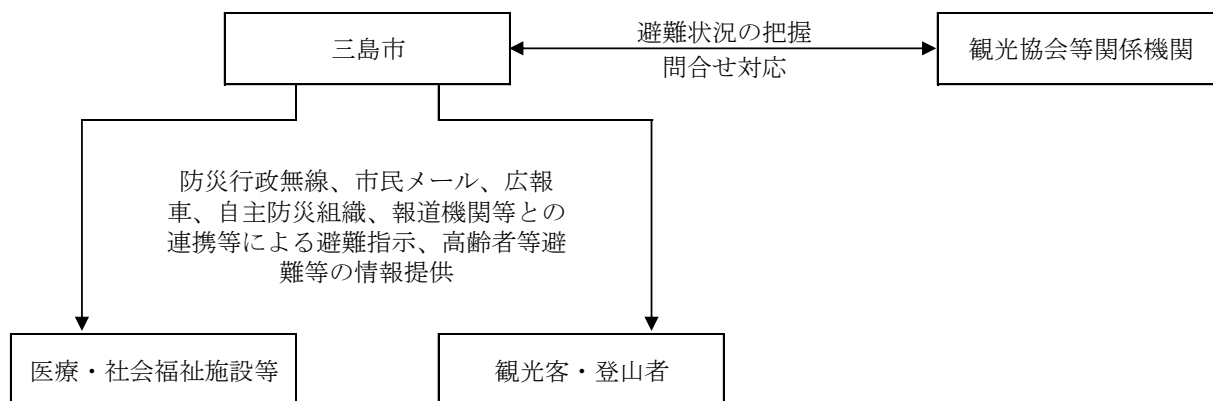 三島市
避難状況の把握
問合せ対応
観光協会等関係機関
防災行政無線、市民メール、広報
車、自主防災組織、報道機関等との
連携等による避難指示、高齢者等避
難等の情報提供
医療・社会福祉施設等
観光客・登山者